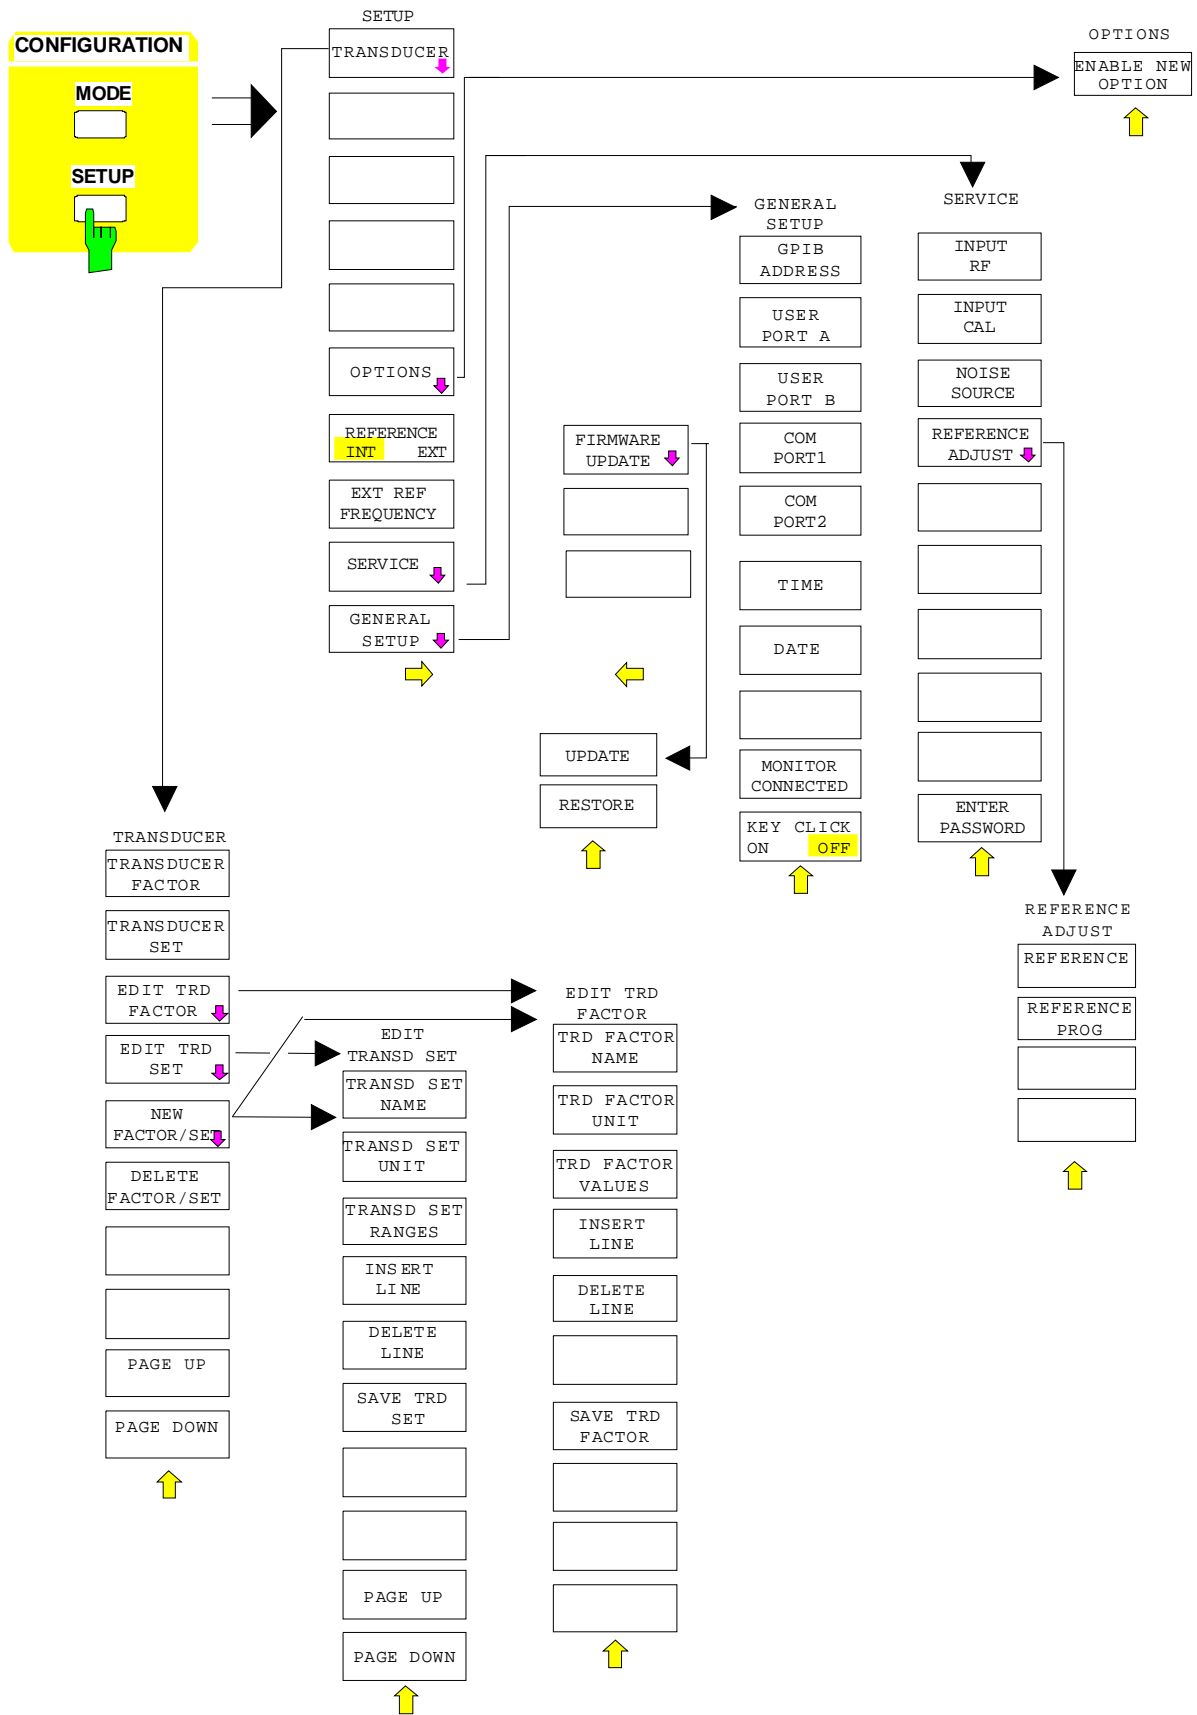 CONFIGURATION
MODE
SETUP
SETUP
TRANSDUCER
OPTIONS
REFERENCE
INT EXT
EXT REF
FREQUENCY
SERVICE
GENERAL
SETUP
FIRMWARE
UPDATE
UPDATE
RESTORE
GENERAL
SETUP
GPIB
ADDRESS
USER
PORT A
USER
PORT B
COM
PORT1
COM
PORT2
TIME
DATE
MONITOR
CONNECTED
KEY CLICK
ON OFF
SERVICE
INPUT
RF
INPUT
CAL
NOISE
SOURCE
REFERENCE
ADJUST
ENTER
PASSWORD
OPTIONS
ENABLE NEW
OPTION
REFERENCE
ADJUST
REFERENCE
REFERENCE
PROG
TRANSDUCER
TRANSDUCER
FACTOR
TRANSDUCER
SET
EDIT TRD
FACTOR
EDIT TRD
SET
NEW
FACTOR/SET
DELETE
FACTOR/SET
PAGE UP
PAGE DOWN
EDIT
TRANSD SET
TRANSD SET
NAME
TRANSD SET
UNIT
TRANSD SET
RANGES
INSERT
LINE
DELETE
LINE
SAVE TRD
SET
PAGE UP
PAGE DOWN
EDIT TRD
FACTOR
TRD FACTOR
NAME
TRD FACTOR
UNIT
TRD FACTOR
VALUES
INSERT
LINE
DELETE
LINE
SAVE TRD
FACTOR